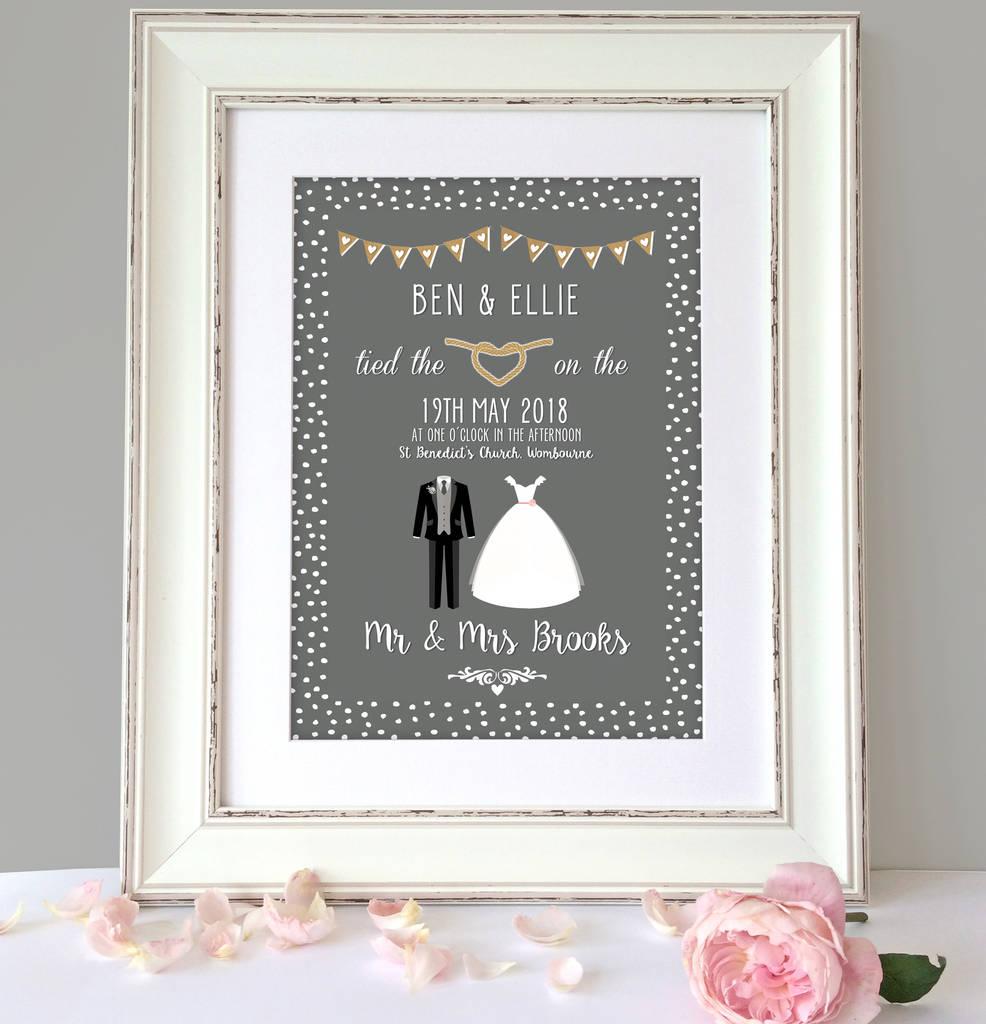 BEN & ELLIE
tied the on the
19TH MAY 2018
AT ONE O'CLOCK IN THE AFTERNOON
St Benedict's Church, Wombourne
Mr & Mrs Brooks